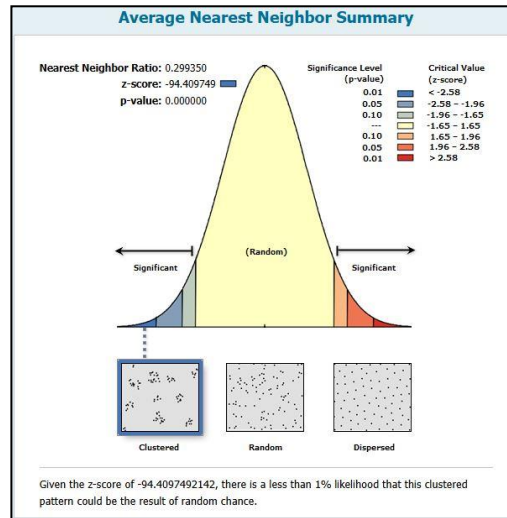 Average Nearest Neighbor Summary
Nearest Neighbor Ratio: 0.299350
z-score: -94.409749
p-value: 0.000000
Significance Level (p-value)
Critical Value (z-score)
0.01 < -2.58
0.05 -2.58 – -1.96
0.10 -1.96 – -1.65
--- -1.65 – 1.65
0.10 1.65 – 1.96
0.05 1.96 – 2.58
0.01 > 2.58
Significant
(Random)
Significant
Clustered
Random
Dispersed
Given the z-score of -94.4097492142, there is a less than 1% likelihood that this clustered
pattern could be the result of random chance.